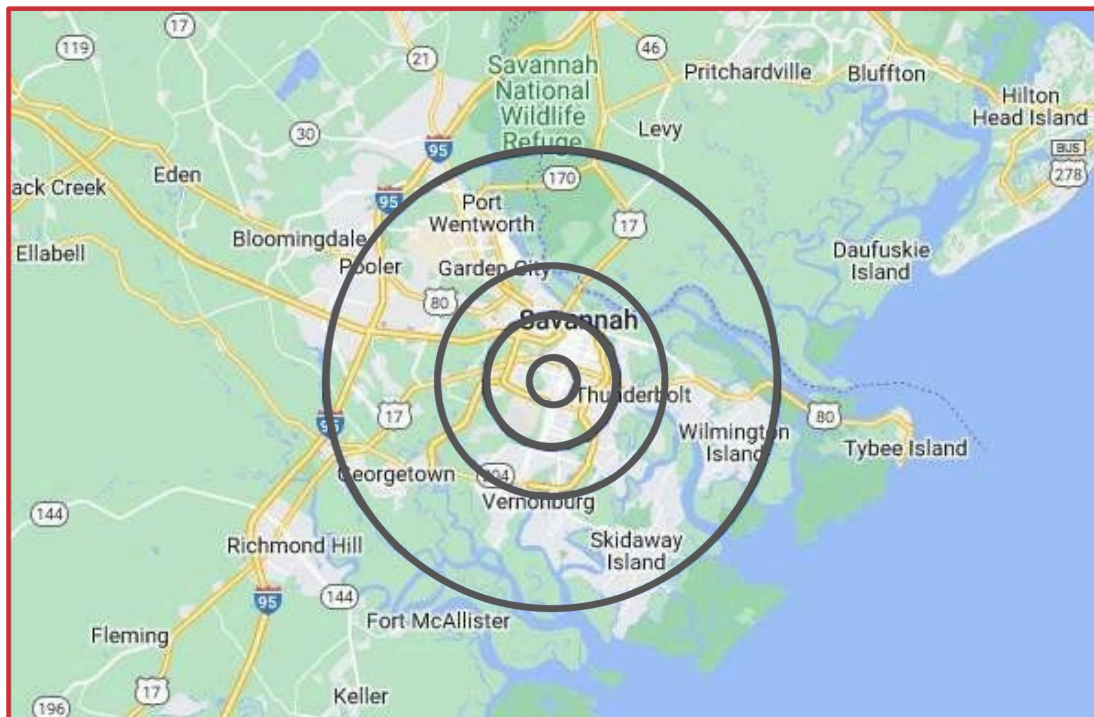 17
119
21
46
Savannah
National
Wildlife
Refuge
Pritchardville
Bluffton
Hilton
Head Island
Levy
30
95
BUS
278
ack Creek
Eden
95
170
Port
Wentworth
17
Bloomingdale
Ellabell
Pooler
Garden City
Daufuskie
Island
80
Savannah
Thunderbolt
17
80
95
Wilmington
Island
Tybee Island
Georgetown
204
Vernonburg
144
Richmond Hill
Skidaway
Island
95
144
Fort McAllister
Fleming
17
Keller
196